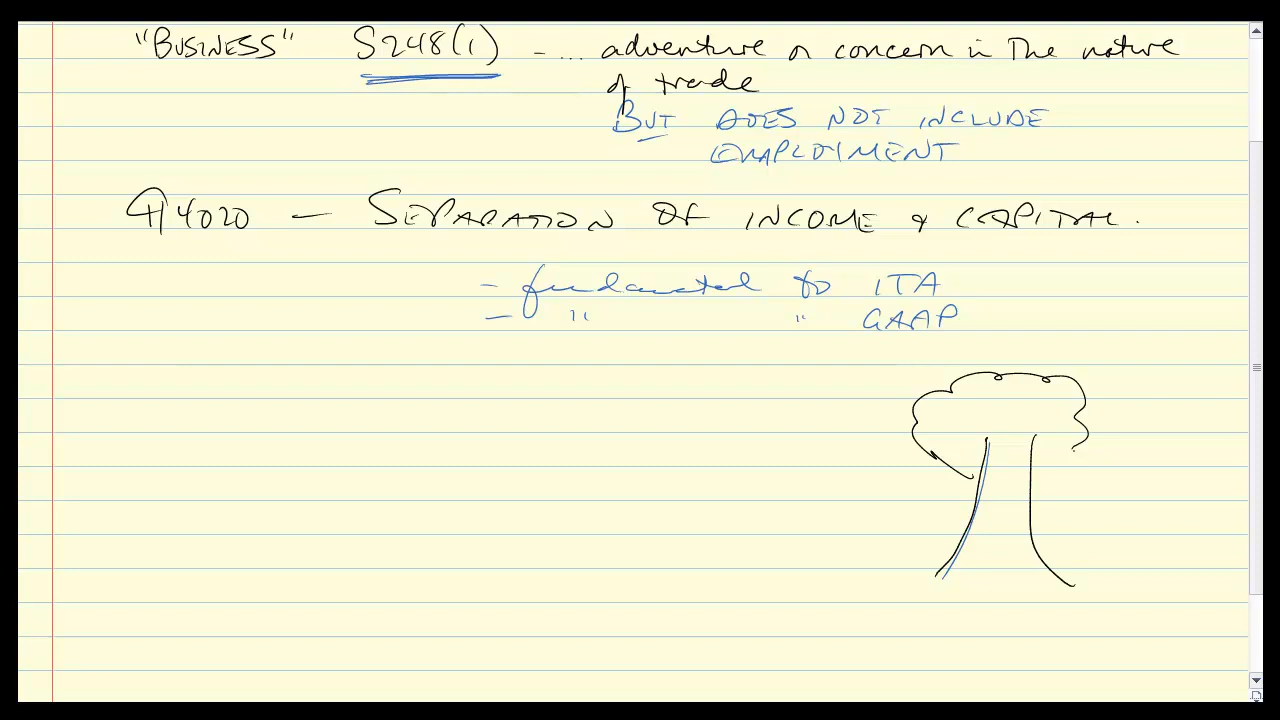 "BUSINESS" S248(1) - ... adventure or concern in the nature
of trade
BUT DOES NOT INCLUDE
EMPLOYMENT
¶4020 - SEPARATION OF INCOME & CAPITAL.
- fundamental to ITA
- " " GAAP